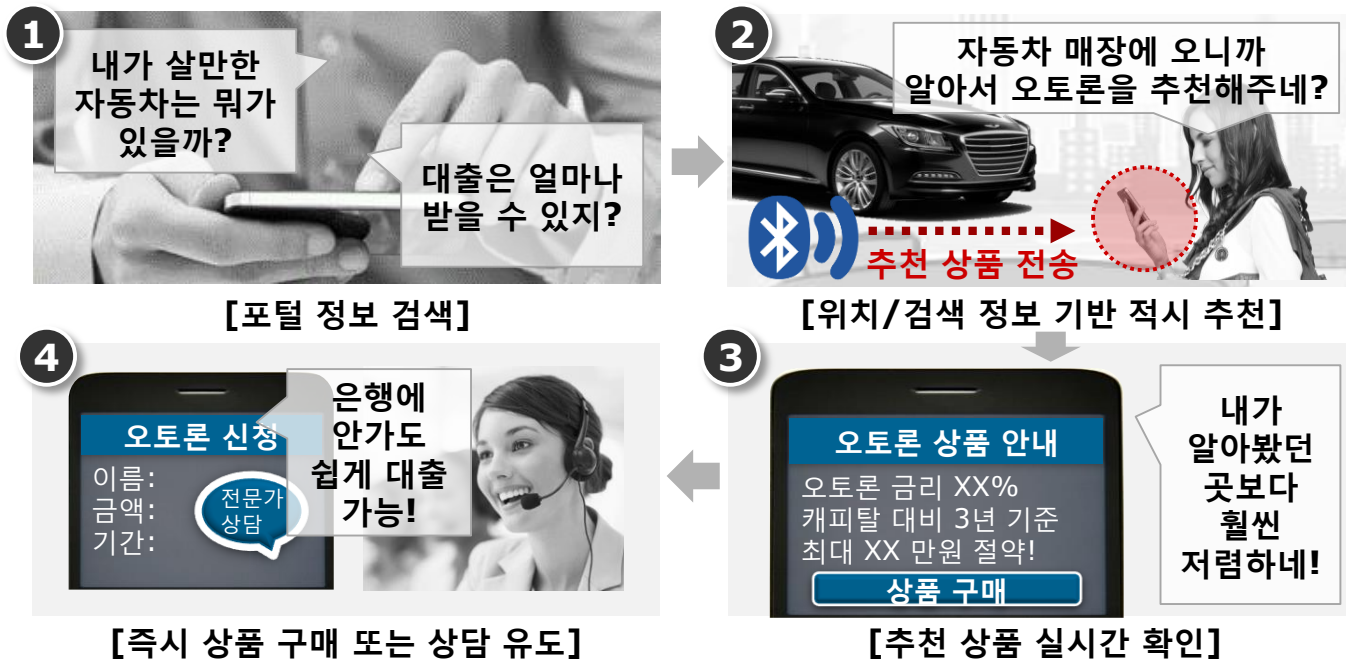 1
내가 살만한
자동차는 뭐가
있을까?
대출은 얼마나
받을 수 있지?
[포털 정보 검색]
2
자동차 매장에 오니까
알아서 오토론을 추천해주네?
추천 상품 전송
[위치/검색 정보 기반 적시 추천]
3
오토론 상품 안내
오토론 금리 XX%
캐피탈 대비 3년 기준
최대 XX 만원 절약!
상품 구매
내가
알아봤던
곳보다
훨씬
저렴하네!
[추천 상품 실시간 확인]
4
오토론 신청
이름:
금액:
기간:
전문가
상담
은행에
안가도
쉽게 대출
가능!
[즉시 상품 구매 또는 상담 유도]